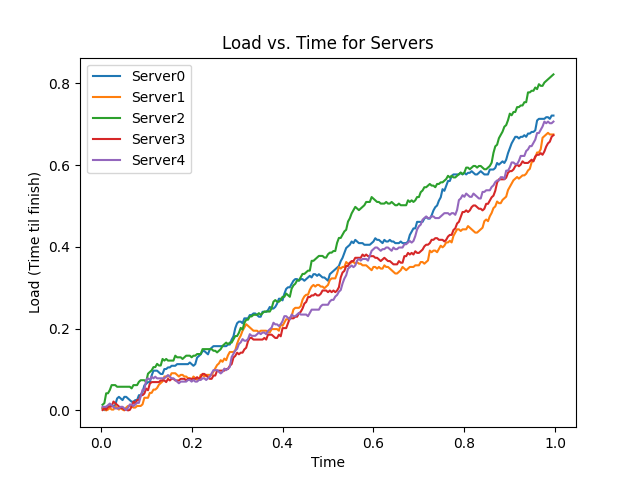 Load vs. Time for Servers
Server0
Server1
Server2
Server3
Server4
Load (Time til finish)
0.8
0.6
0.4
0.2
0.0
0.0 0.2 0.4 0.6 0.8 1.0
Time